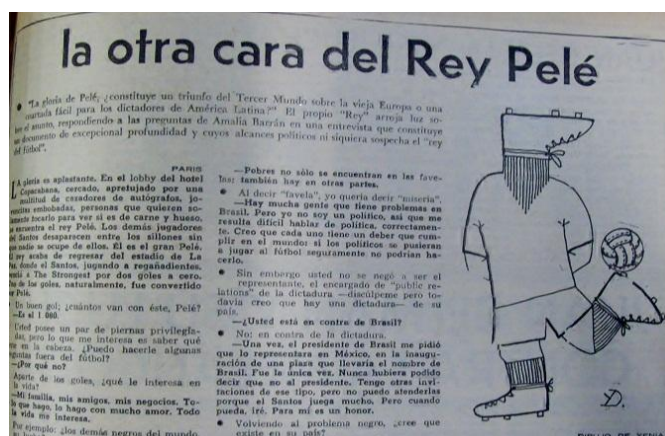 la otra cara del Rey Pelé
● "La gloria de Pelé, ¿constituye un triunfo del Tercer Mundo sobre la vieja Europa o una
coartada fácil para los dictadores de América Latina?" El propio "Rey" arroja luz so-
bre el asunto, respondiendo a las preguntas de Amalia Barrán en una entrevista que constituye
un documento de excepcional profundidad y cuyos alcances políticos ni siquiera sospecha el "rey
del fútbol".
PARIS
LA gloria es aplastante. En el lobby del hotel
Copacabana, cercado, apretujado por una
multitud de cazadores de autógrafos, jo-
vencitas embobadas, personas que quieren so-
lamente tocarlo para ver si es de carne y hueso,
se encuentra el rey Pelé. Los demás jugadores
del Santos desaparecen entre los sillones sin
que nadie se ocupe de ellos. El es el gran Pelé.
El rey acaba de regresar del estadio de La
Paz, donde el Santos, jugando a regañadientes,
venció a The Strongest por dos goles a cero.
Uno de los goles, naturalmente, fue convertido
por Pelé.
● Un buen gol; ¿cuántos van con éste, Pelé?
—Es el 1 080.
Usted posee un par de piernas privilegia-
das, pero lo que me interesa es saber qué
tiene en la cabeza. ¿Puedo hacerle algunas
preguntas fuera del fútbol?
—¿Por qué no?
Aparte de los goles, ¿qué le interesa en
la vida?
—Mi familia, mis amigos, mis negocios. To-
do lo que hago, lo hago con mucho amor. Todo
en la vida me interesa.
Por ejemplo: ¿los demás negros del mundo
—Pobres no sólo se encuentran en las fave-
las; también hay en otras partes.
● Al decir "favela", yo quería decir "miseria".
—Hay mucha gente que tiene problemas en
Brasil. Pero yo no soy un político, así que me
resulta difícil hablar de política, correctamen-
te. Creo que cada uno tiene un deber que cum-
plir en el mundo: si los políticos se pusieran
a jugar al fútbol seguramente no podrían ha-
cerlo.
● Sin embergo usted no se negó a ser el
representante, el encargado de "public re-
lations" de la dictadura —discúlpeme pero to-
davía creo que hay una dictadura— de su
país.
—¿Usted está en contra de Brasil?
● No: en contra de la dictadura.
—Una vez, el presidente de Brasil me pidió
que lo representara en México, en la inaugu-
ración de una plaza que llevaría el nombre de
Brasil. Fue la única vez. Nunca hubiera podido
decir que no al presidente. Tengo otras invi-
taciones de ese tipo, pero no puedo atenderlas
porque el Santos juega mucho. Pero cuando
pueda, iré. Para mí es un honor.
● Volviendo al problema negro, ¿cree que
existe en su país?
DIBUJO DE XENIA